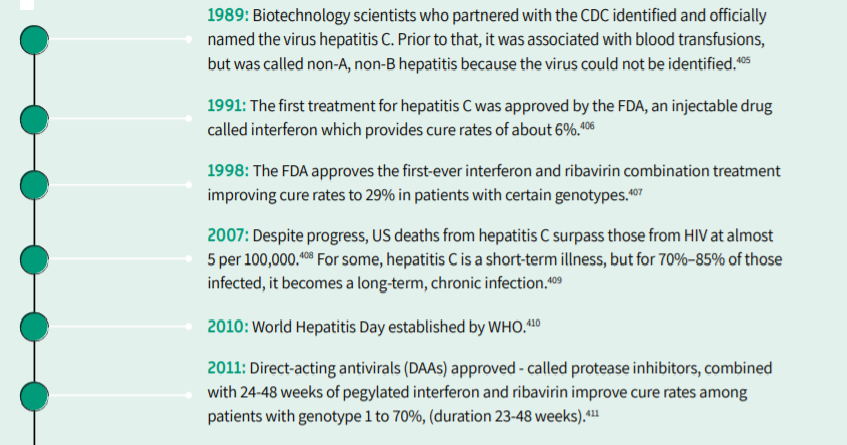 1989: Biotechnology scientists who partnered with the CDC identified and officially
named the virus hepatitis C. Prior to that, it was associated with blood transfusions,
but was called non-A, non-B hepatitis because the virus could not be identified.405
1991: The first treatment for hepatitis C was approved by the FDA, an injectable drug
called interferon which provides cure rates of about 6%.406
1998: The FDA approves the first-ever interferon and ribavirin combination treatment
improving cure rates to 29% in patients with certain genotypes.407
2007: Despite progress, US deaths from hepatitis C surpass those from HIV at almost
5 per 100,000.408 For some, hepatitis C is a short-term illness, but for 70%–85% of those
infected, it becomes a long-term, chronic infection.409
2010: World Hepatitis Day established by WHO.410
2011: Direct-acting antivirals (DAAs) approved - called protease inhibitors, combined
with 24-48 weeks of pegylated interferon and ribavirin improve cure rates among
patients with genotype 1 to 70%, (duration 23-48 weeks).411